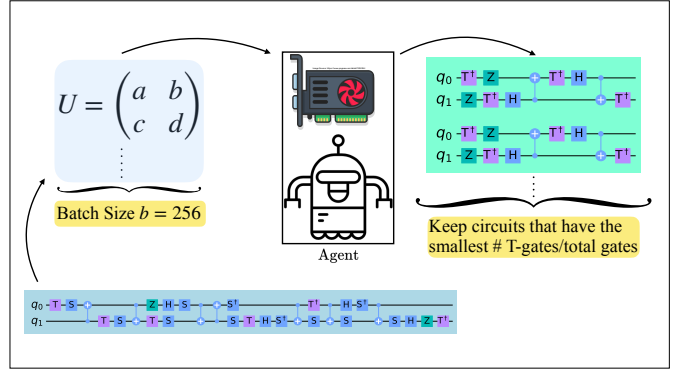 U = (a b
c d)
Batch Size b = 256
Agent
q0 T† Z T† H
q1 Z T† H T†
q0 T† Z T† H
q1 Z T† H T†
Keep circuits that have the
smallest # T-gates/total gates
q0 T S Z H S S† T† H S†
q1 T S T S S T H S† S S S H Z T†